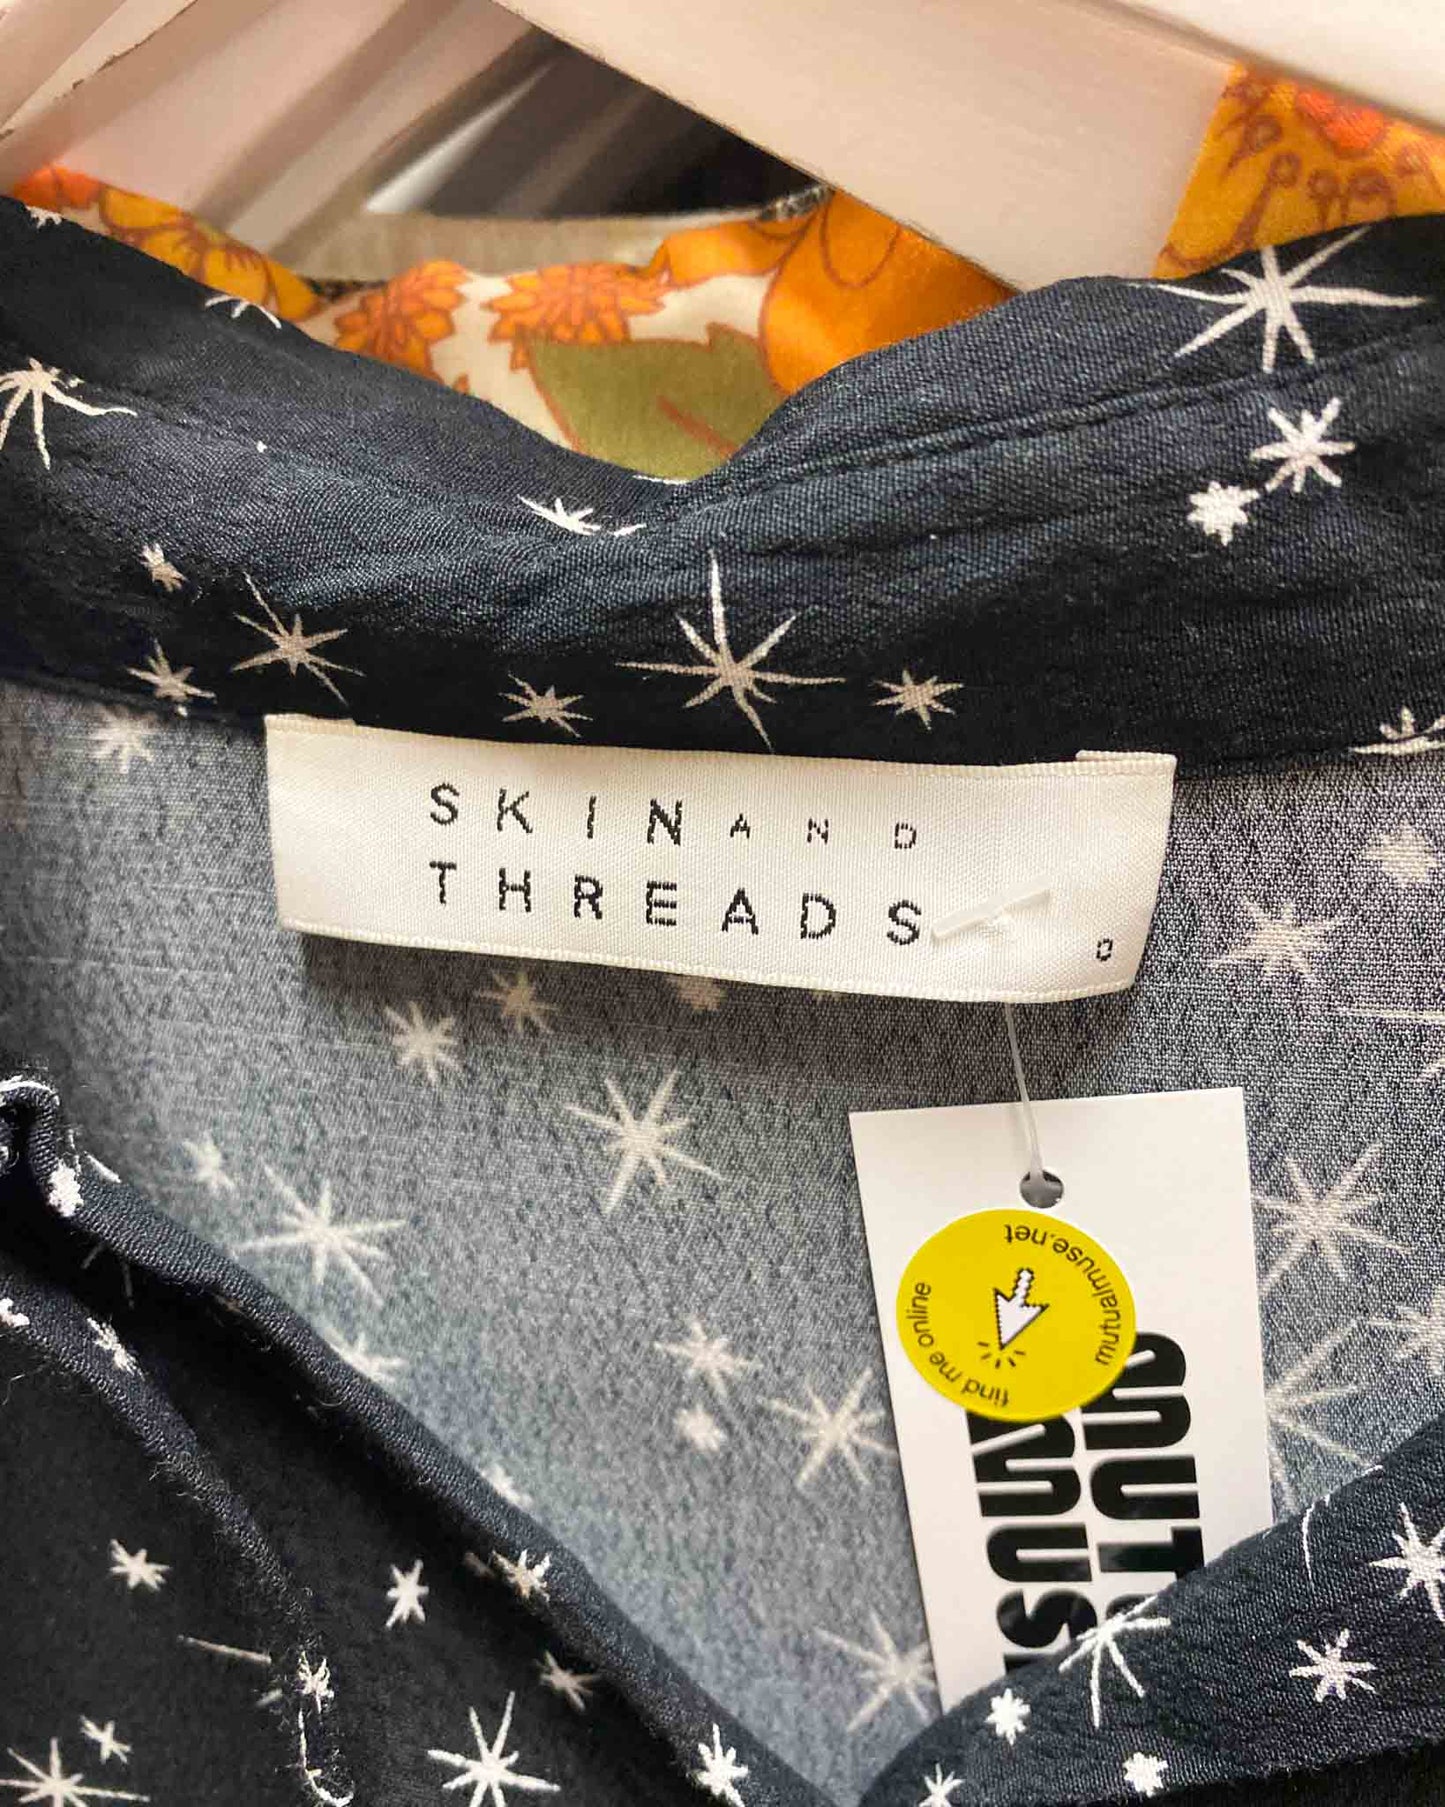 SKIN AND
THREADS
0
find me online
mutualmuse.net